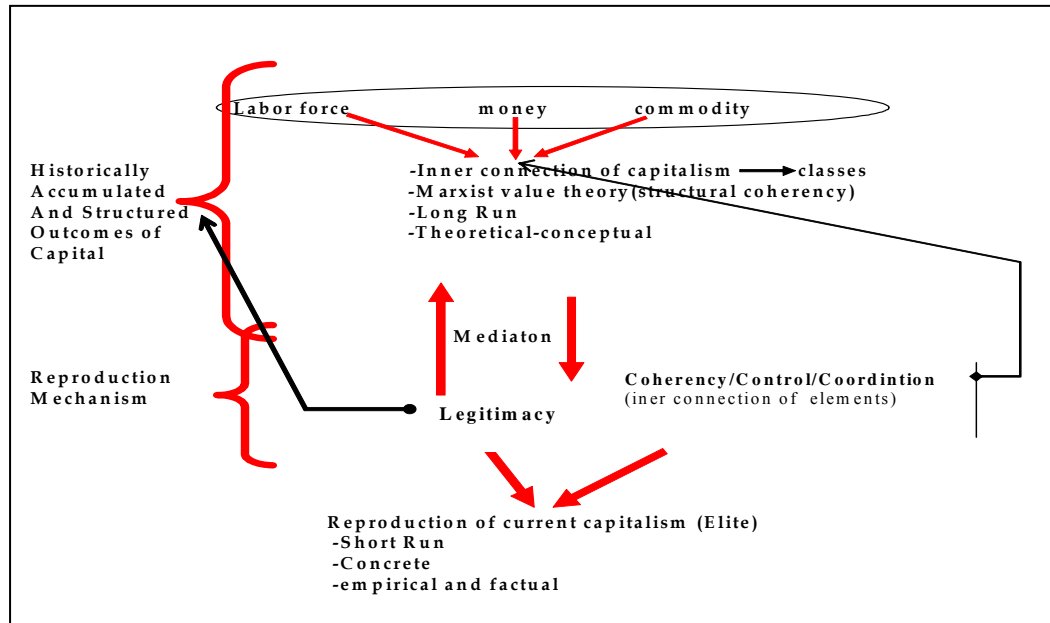 Labor force money commodity
Historically
Accumulated
And Structured
Outcomes of
Capital
-Inner connection of capitalism classes
-Marxist value theory(structural coherency)
-Long Run
-Theoretical-conceptual
Mediaton
Reproduction
Mechanism
Coherency/Control/Coordintion
(iner connection of elements)
Legitimacy
Reproduction of current capitalism (Elite)
-Short Run
-Concrete
-empirical and factual